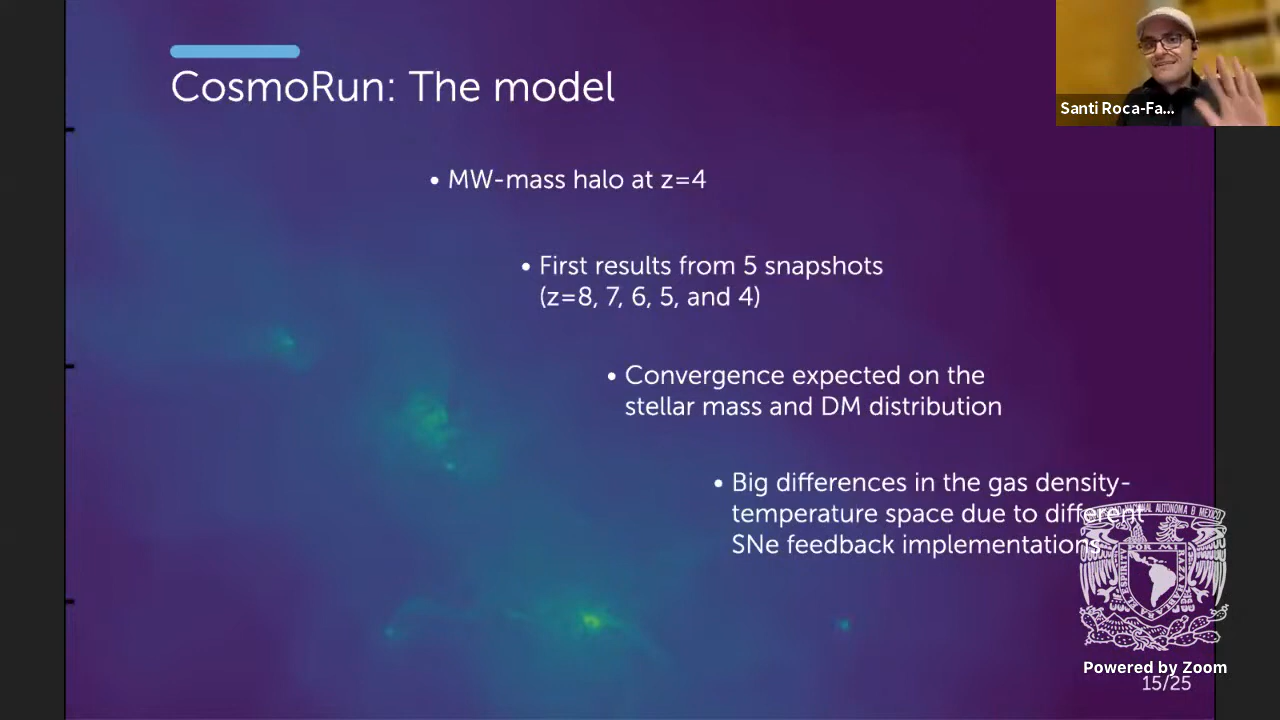 CosmoRun: The model
Santi Roca-Fa...
• MW-mass halo at z=4
• First results from 5 snapshots
(z=8, 7, 6, 5, and 4)
• Convergence expected on the
stellar mass and DM distribution
• Big differences in the gas density-
temperature space due to different
SNe feedback implementations
Powered by Zoom
15/25